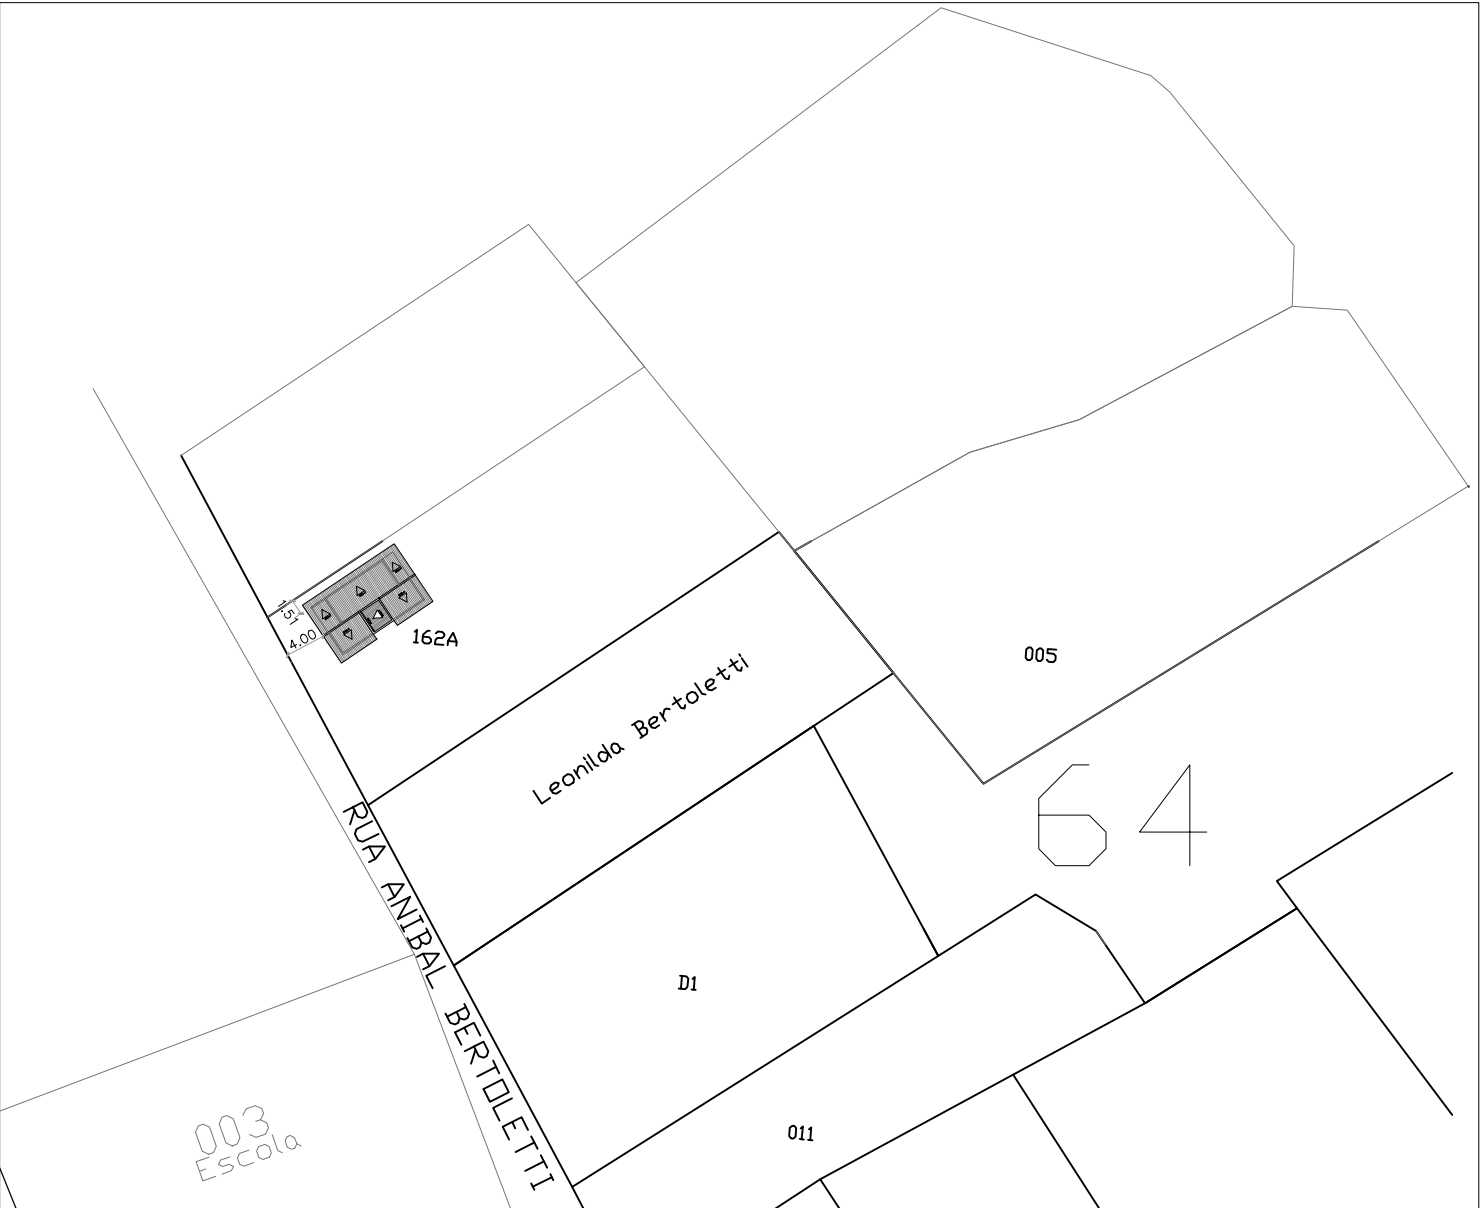 1.51
4.00
162A
005
Leonilda Bertoletti
64
RUA ANIBAL BERTOLETTI
D1
011
003
Escola